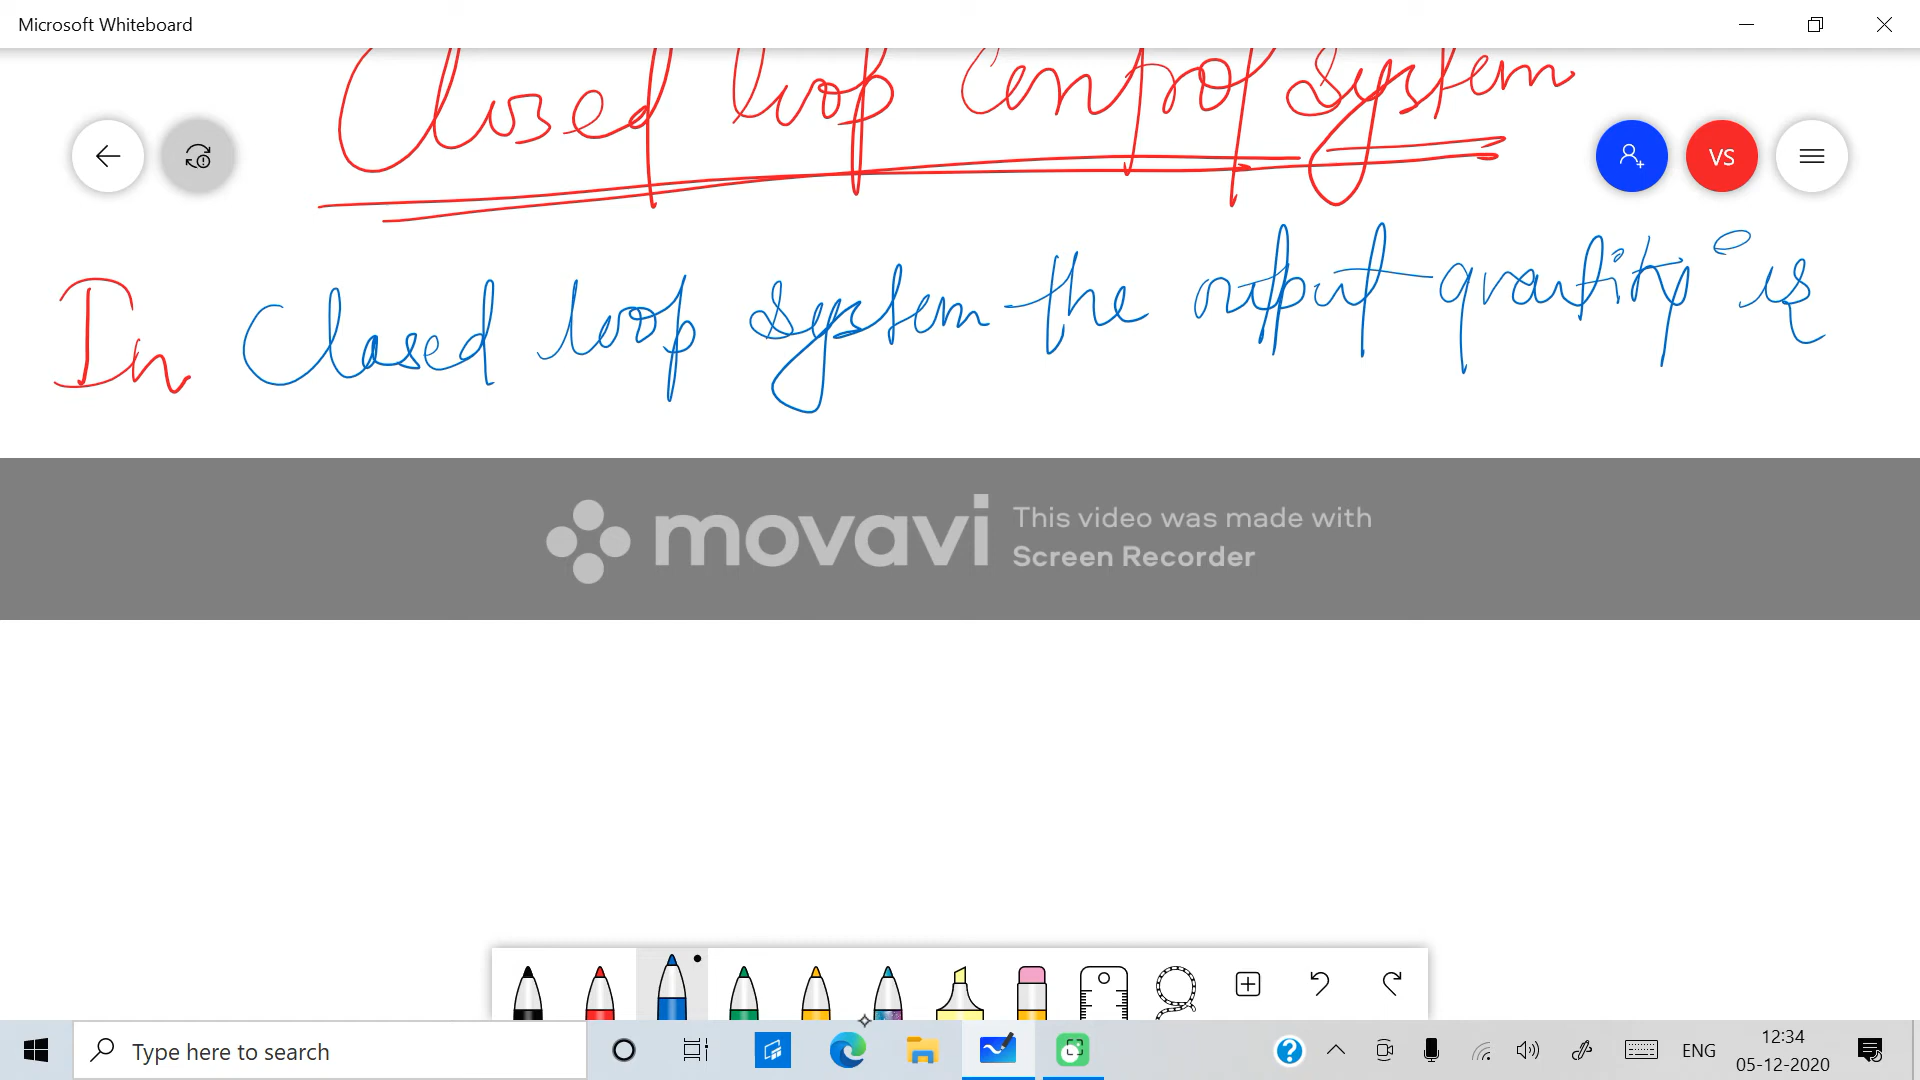 Microsoft Whiteboard
Closed loop control system
VS
In closed loop system the output quantity is
movavi
This video was made with
Screen Recorder
Type here to search
ENG
12:34
05-12-2020